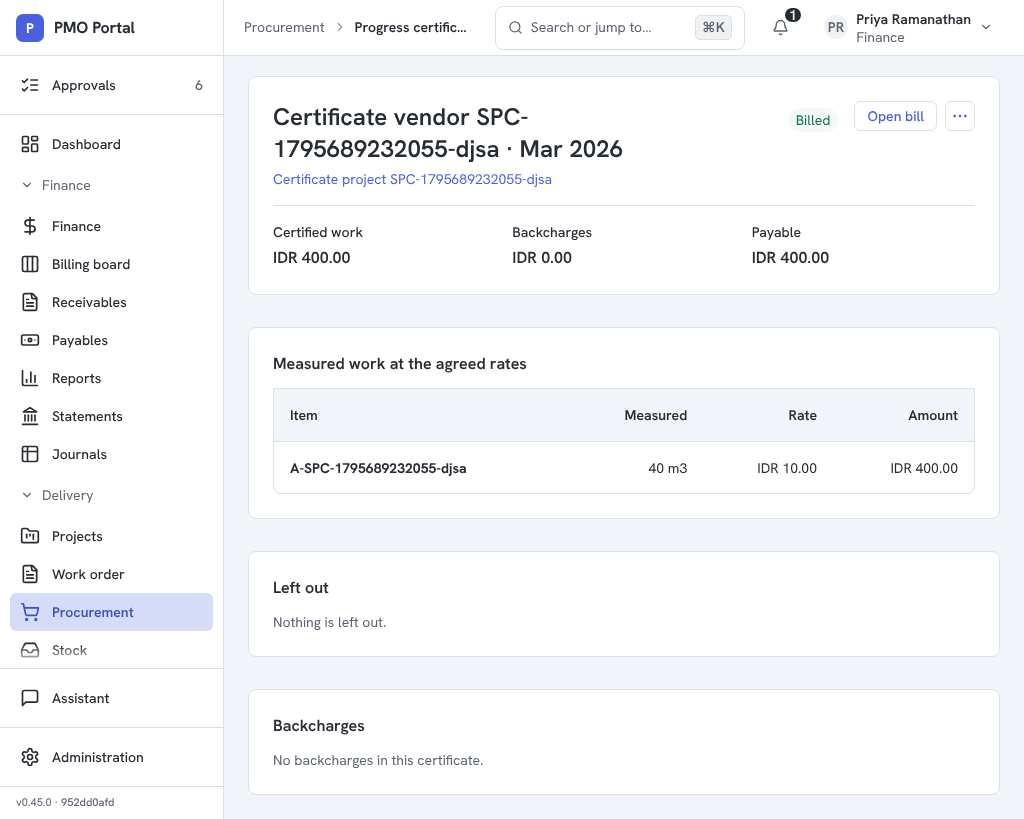 P
PMO Portal
Approvals
6
Dashboard
Finance
Finance
Billing board
Receivables
Payables
Reports
Statements
Journals
Delivery
Projects
Work order
Procurement
Stock
Assistant
Administration
v0.45.0 · 952dd0afd
Procurement
Progress certific...
Search or jump to...
⌘K
1
PR
Priya Ramanathan
Finance
Certificate vendor SPC-
1795689232055-djsa · Mar 2026
Billed
Open bill
Certificate project SPC-1795689232055-djsa
Certified work
Backcharges
Payable
IDR 400.00
IDR 0.00
IDR 400.00
Measured work at the agreed rates
Item Measured Rate Amount
A-SPC-1795689232055-djsa 40 m3 IDR 10.00 IDR 400.00
Left out
Nothing is left out.
Backcharges
No backcharges in this certificate.